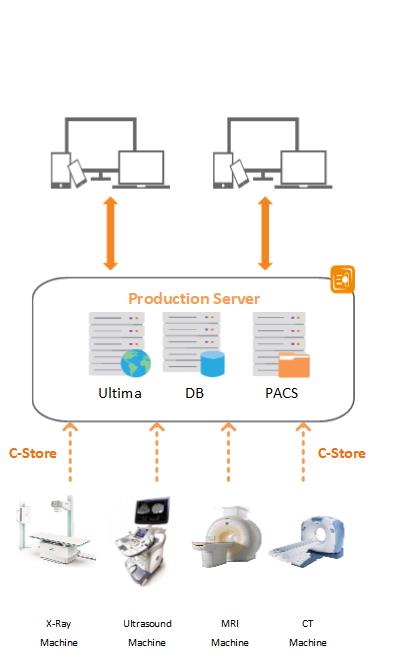 Production Server
Ultima DB PACS
C-Store C-Store
X-Ray Ultrasound MRI CT
Machine Machine Machine Machine